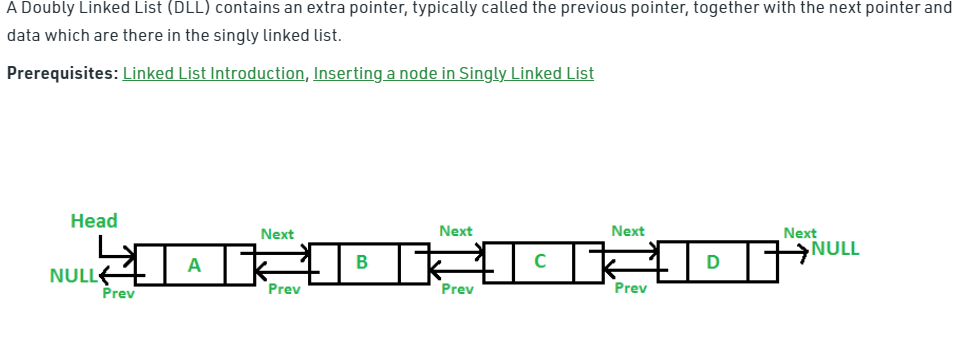 A Doubly Linked List (DLL) contains an extra pointer, typically called the previous pointer, together with the next pointer and
data which are there in the singly linked list.
Prerequisites: Linked List Introduction, Inserting a node in Singly Linked List
Head
Next
Next
Next
Next
NULL
A
B
C
D
NULL
Prev
Prev
Prev
Prev